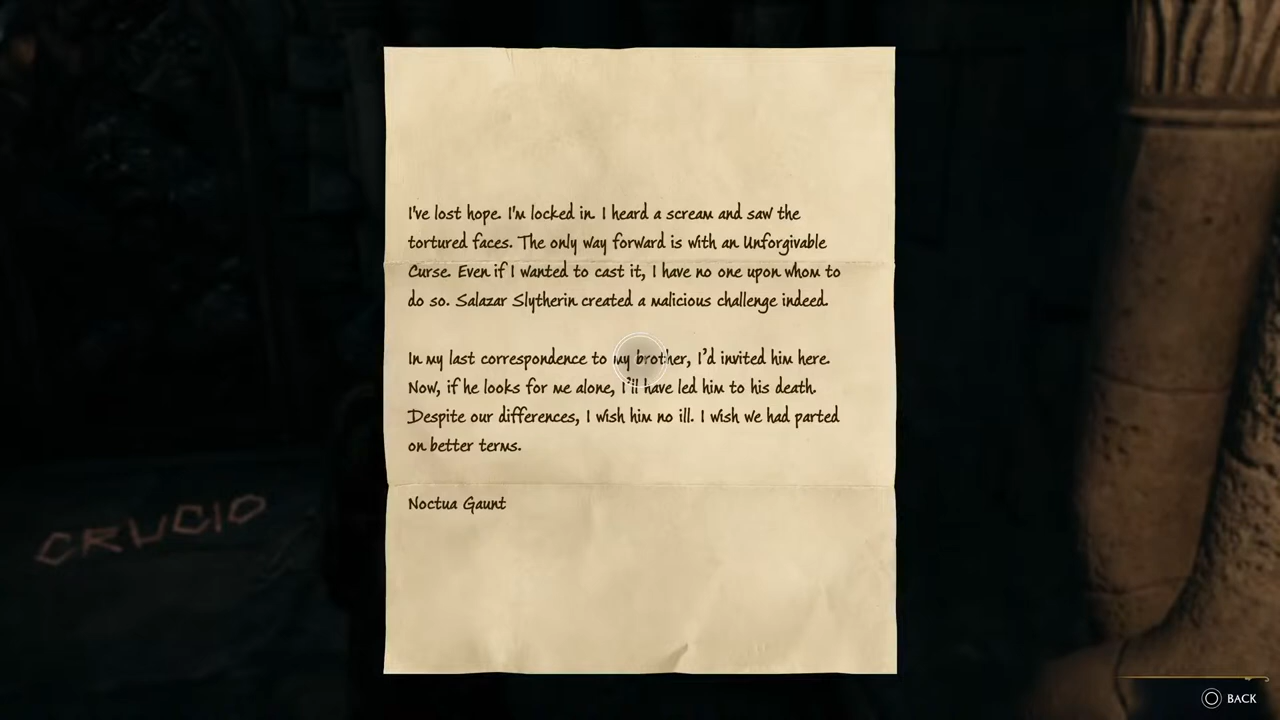 I've lost hope. I'm locked in. I heard a scream and saw the
tortured faces. The only way forward is with an Unforgivable
Curse. Even if I wanted to cast it, I have no one upon whom to
do so. Salazar Slytherin created a malicious challenge indeed.
In my last correspondence to my brother, I'd invited him here.
Now, if he looks for me alone, I'll have led him to his death.
Despite our differences, I wish him no ill. I wish we had parted
on better terms.
Noctua Gaunt
CRUCIO
BACK